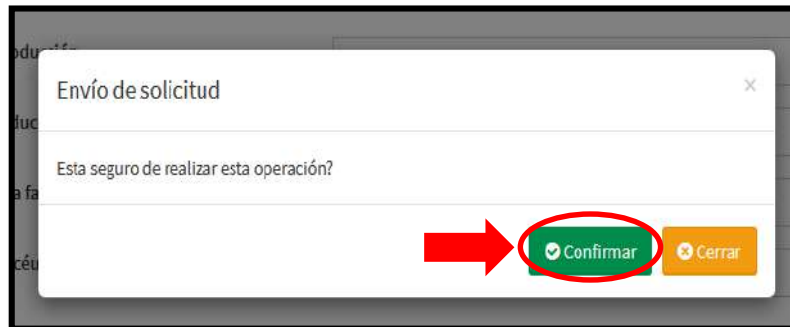 Envío de solicitud
×
Esta seguro de realizar esta operación?
Confirmar
Cerrar